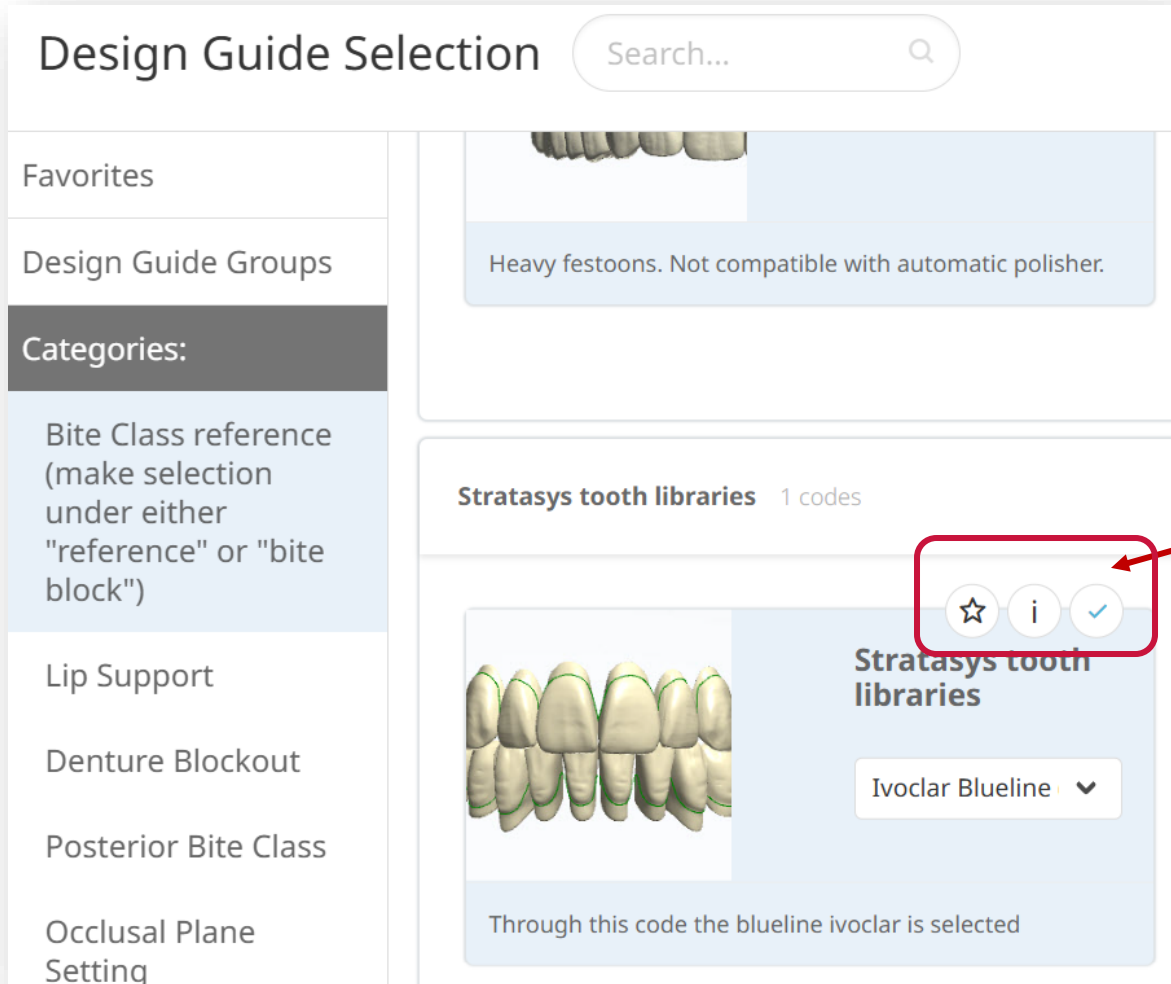 Design Guide Selection
Search...
Favorites
Design Guide Groups
Categories:
Bite Class reference
(make selection
under either
"reference" or "bite
block")
Lip Support
Denture Blockout
Posterior Bite Class
Occlusal Plane
Setting
Heavy festoons. Not compatible with automatic polisher.
Stratasys tooth libraries 1 codes
i
Stratasys tooth
libraries
Ivoclar Blueline
Through this code the blueline ivoclar is selected